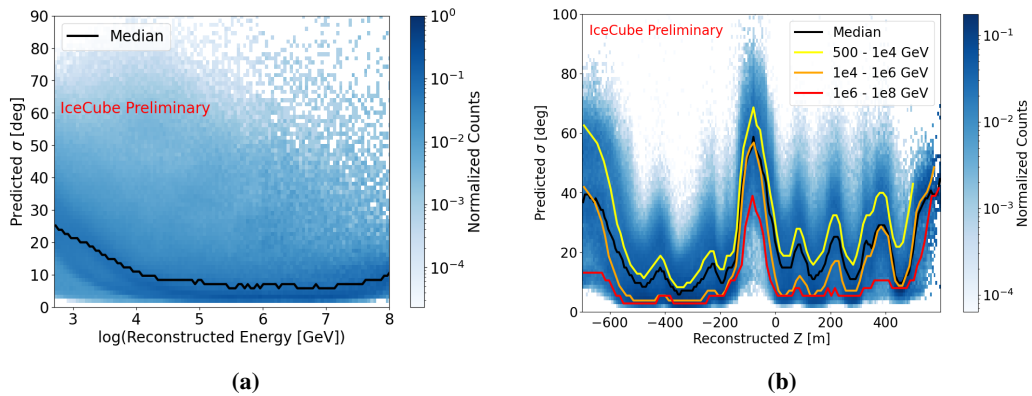 90
80
70
60
50
40
30
20
10
0
Predicted σ [deg]
Median
IceCube Preliminary
3 4 5 6 7 8
log(Reconstructed Energy [GeV])
10⁰
10⁻¹
10⁻²
10⁻³
10⁻⁴
Normalized Counts
(a)
100
80
60
40
20
0
Predicted σ [deg]
IceCube Preliminary
Median
500 - 1e4 GeV
1e4 - 1e6 GeV
1e6 - 1e8 GeV
−600 −400 −200 0 200 400
Reconstructed Z [m]
10⁻¹
10⁻²
10⁻³
10⁻⁴
Normalized Counts
(b)